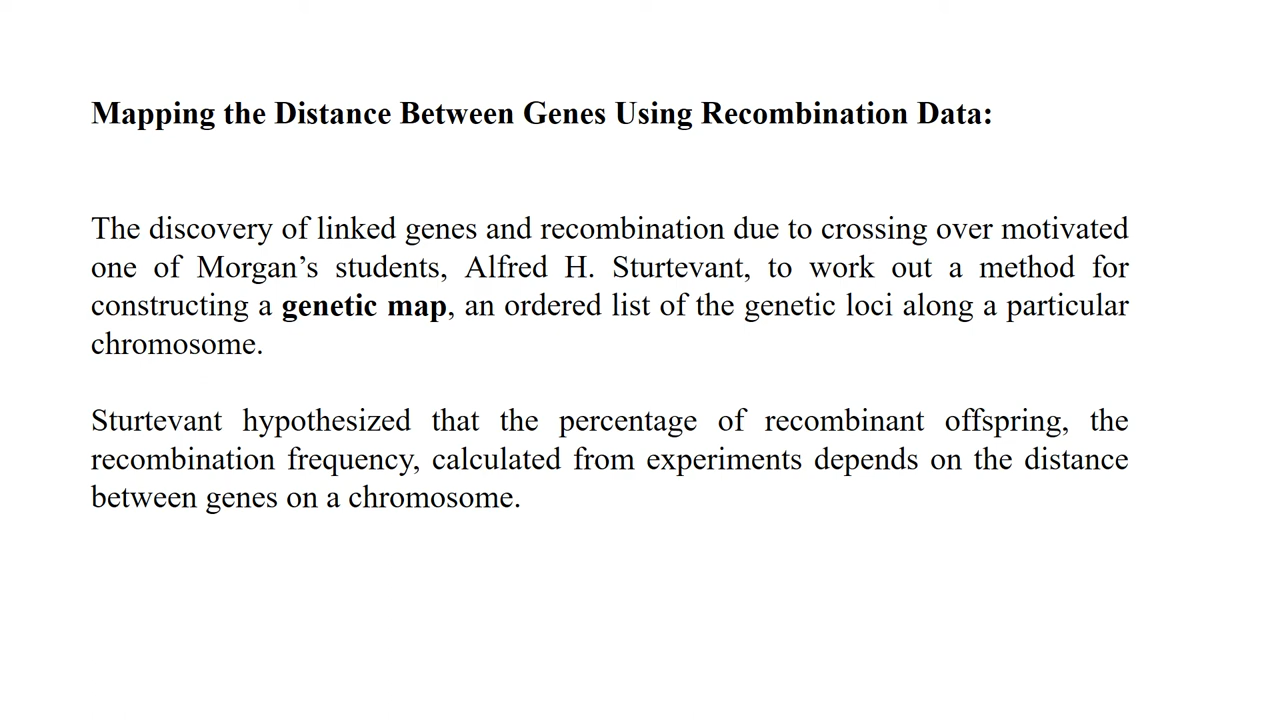 Mapping the Distance Between Genes Using Recombination Data:
The discovery of linked genes and recombination due to crossing over motivated
one of Morgan’s students, Alfred H. Sturtevant, to work out a method for
constructing a genetic map, an ordered list of the genetic loci along a particular
chromosome.
Sturtevant hypothesized that the percentage of recombinant offspring, the
recombination frequency, calculated from experiments depends on the distance
between genes on a chromosome.